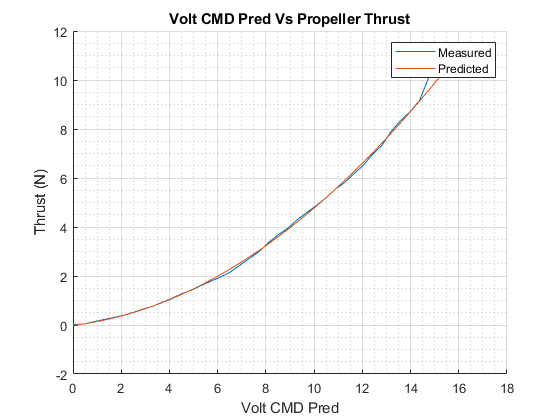 Volt CMD Pred Vs Propeller Thrust
Measured
Predicted
12
10
8
6
4
2
0
-2
Thrust (N)
0 2 4 6 8 10 12 14 16 18
Volt CMD Pred